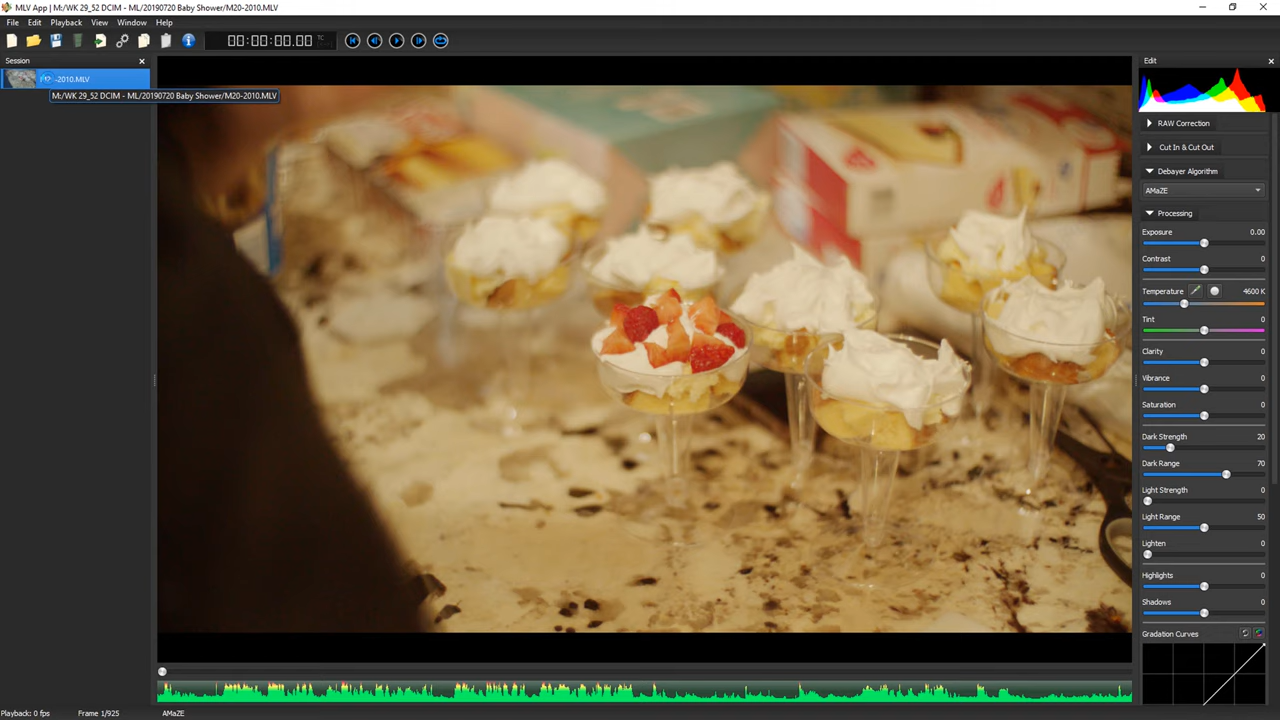 MLV App | M:/WK 29_52 DCIM - ML/20190720 Baby Shower/M20-2010.MLV
File Edit Playback View Window Help
00:00:00.00 TC
Session
-2010.MLV
M:/WK 29_52 DCIM - ML/20190720 Baby Shower/M20-2010.MLV
Edit
RAW Correction
Cut In & Cut Out
Debayer Algorithm
AMaZE
Processing
Exposure 0.00
Contrast 0
Temperature 4600 K
Tint 0
Clarity 0
Vibrance 0
Saturation 0
Dark Strength 20
Dark Range 70
Light Strength 0
Light Range 50
Lighten 0
Highlights 0
Shadows 0
Gradation Curves
Playback: 0 fps Frame 1/925 AMaZE